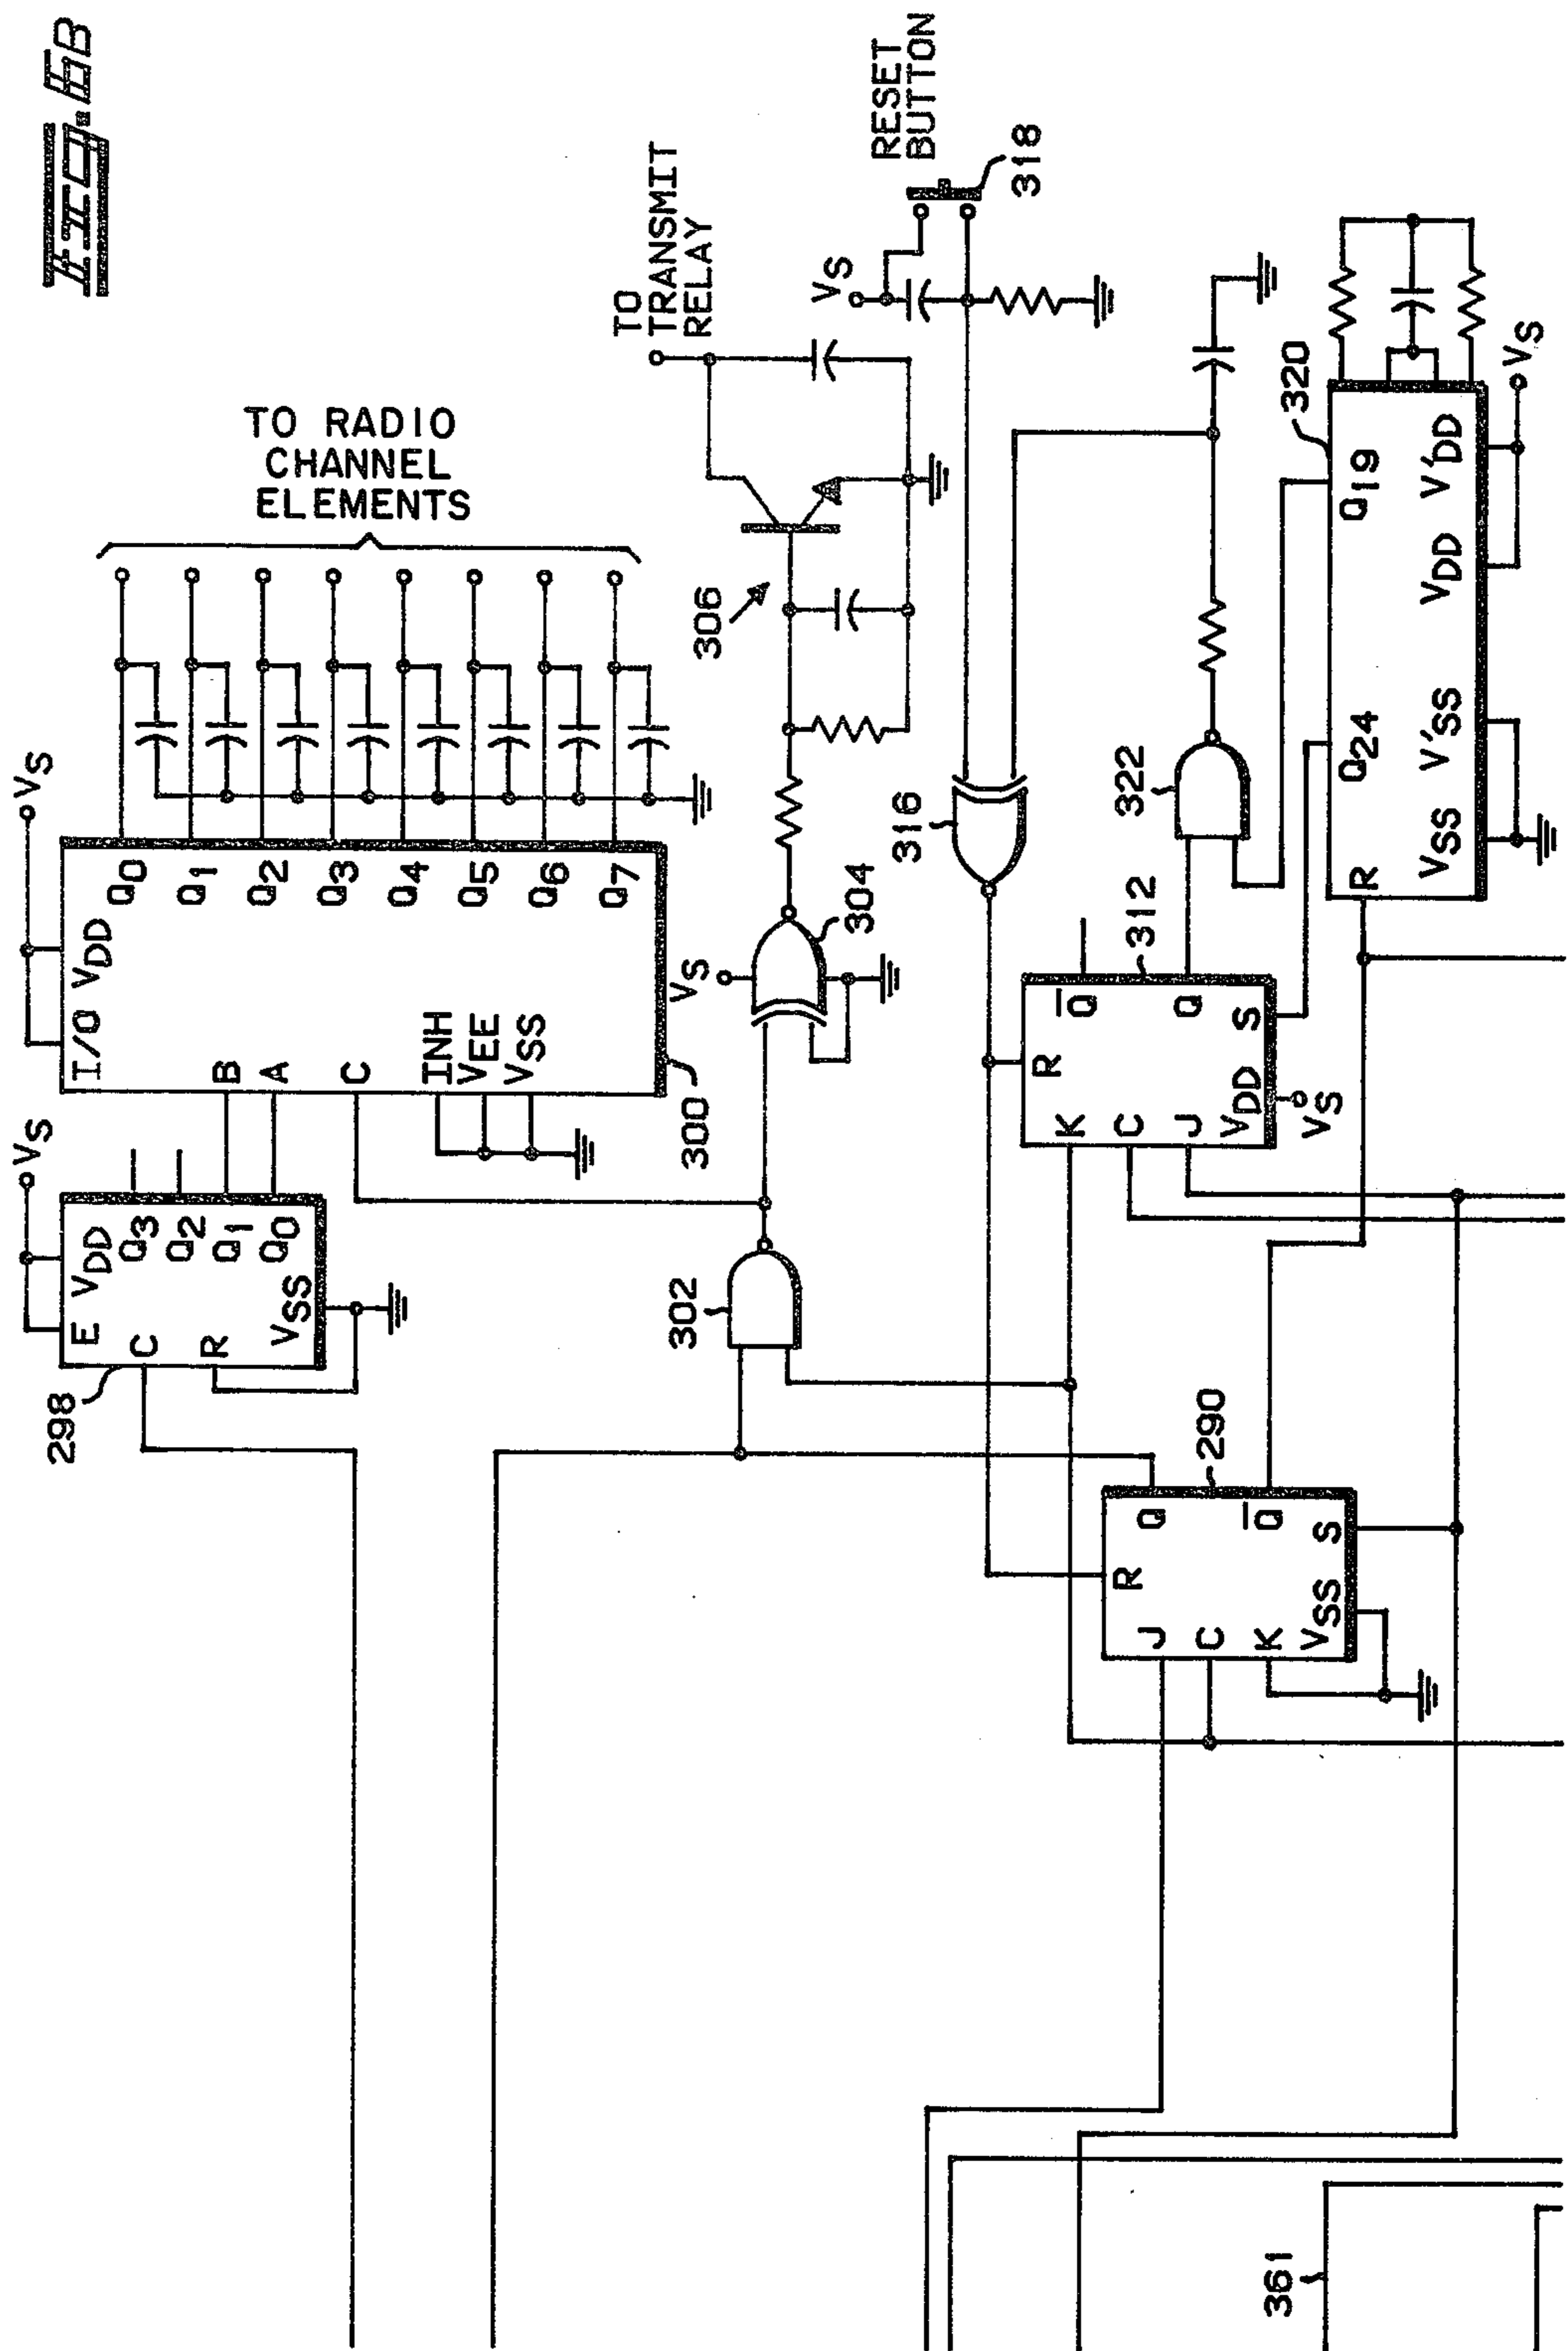 Fig. 6B
TO RADIO
CHANNEL
ELEMENTS
TO
TRANSMIT
RELAY
RESET
BUTTON
318
VS
VS
E VDD
Q3
Q2
Q1
Q0
C
R
VSS
298
VS
I/O VDD
B
A
C
INH
VEE
VSS
Q0
Q1
Q2
Q3
Q4
Q5
Q6
Q7
300
302
VS
304
306
316
322
R
K
C
J
Q̅
Q
S
VDD
VS
312
R
J
C
K
Q
Q̅
S
VSS
290
R
Q24
Q19
VSS
V'SS
VDD
V'DD
VS
320
361